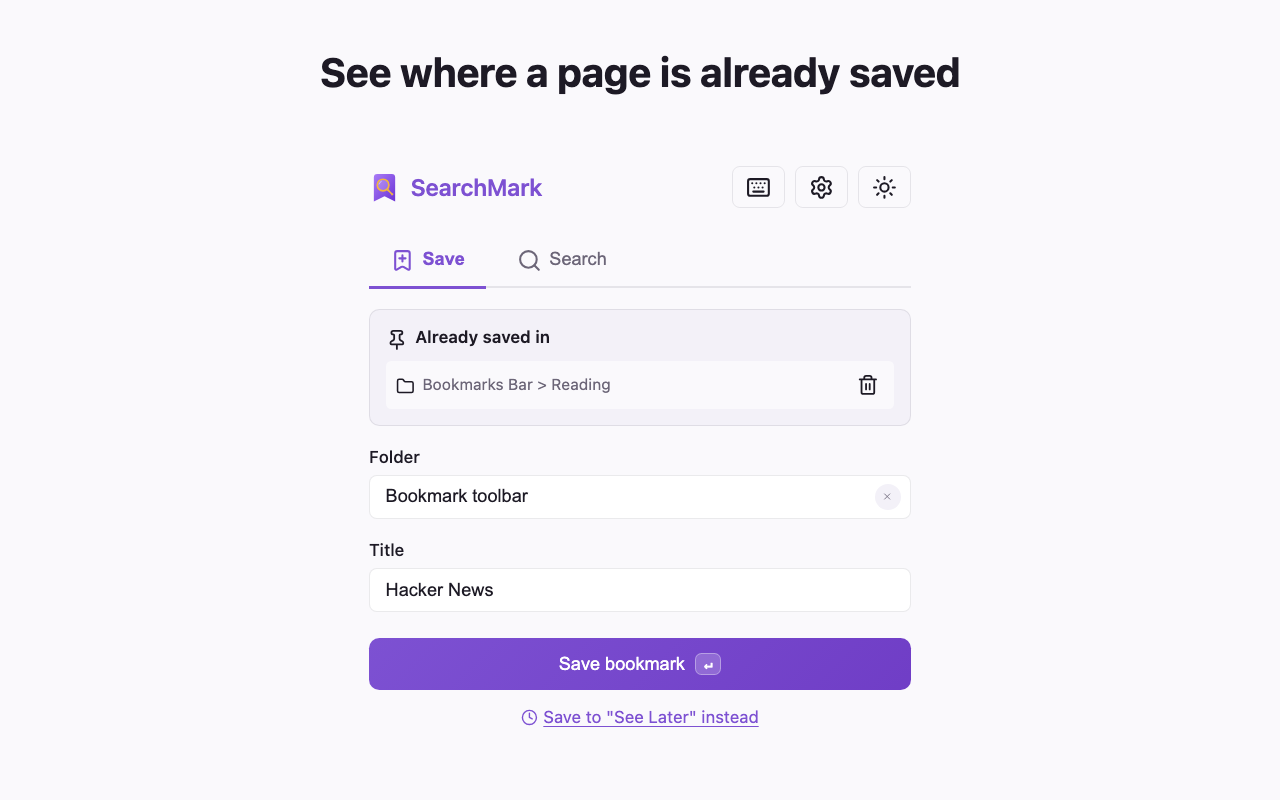 See where a page is already saved
SearchMark
Save Search
Already saved in
Bookmarks Bar > Reading
Folder
Bookmark toolbar
Title
Hacker News
Save bookmark ↵
Save to "See Later" instead